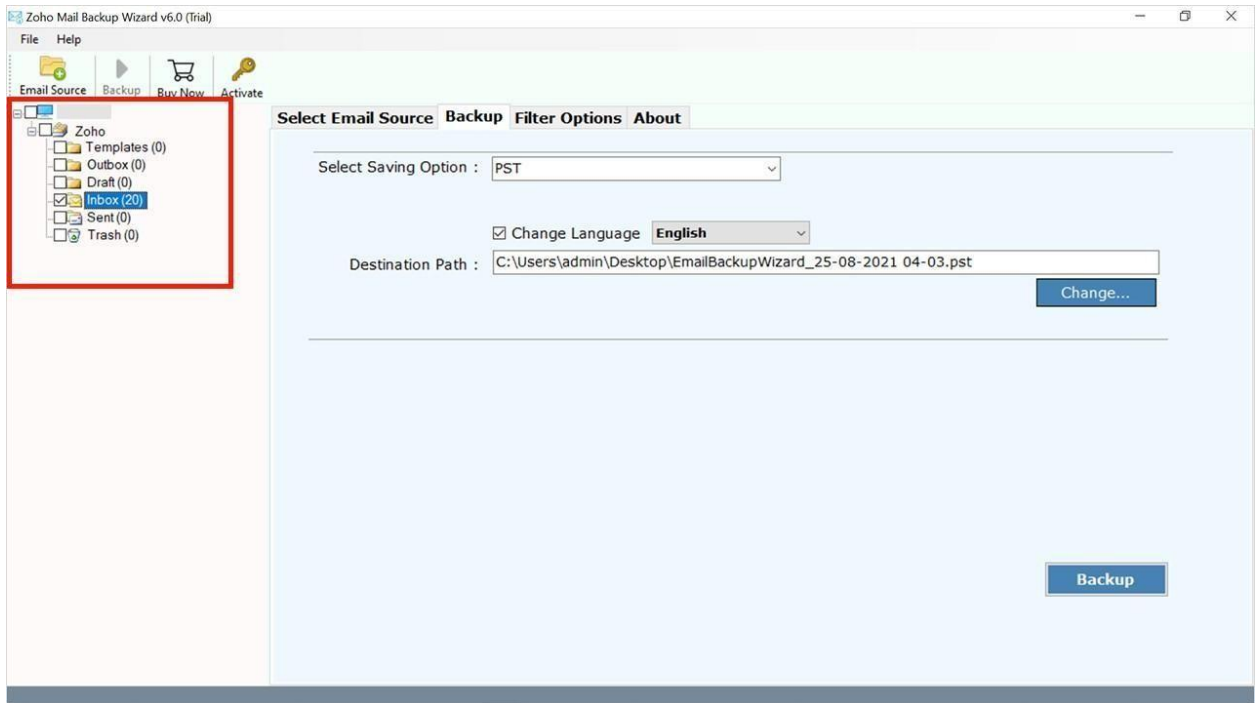 Zoho Mail Backup Wizard v6.0 (Trial)
File Help
Email Source Backup Buy Now Activate
Zoho
Templates (0)
Outbox (0)
Draft (0)
Inbox (20)
Sent (0)
Trash (0)
Select Email Source Backup Filter Options About
Select Saving Option : PST
Change Language English
Destination Path : C:\Users\admin\Desktop\EmailBackupWizard_25-08-2021 04-03.pst
Change...
Backup